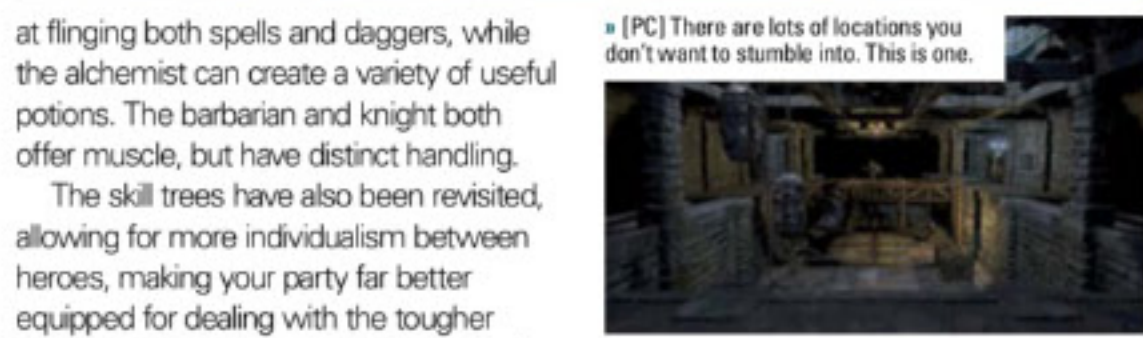 at flinging both spells and daggers, while
the alchemist can create a variety of useful
potions. The barbarian and knight both
offer muscle, but have distinct handling.
The skill trees have also been revisited,
allowing for more individualism between
heroes, making your party far better
equipped for dealing with the tougher
» [PC] There are lots of locations you
don't want to stumble into. This is one.